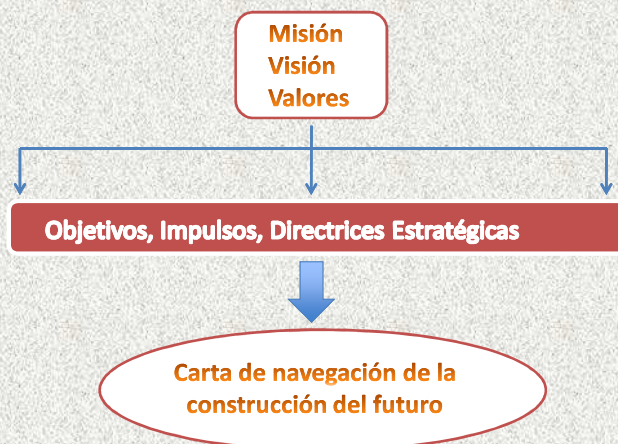 Misión
Visión
Valores
Objetivos, Impulsos, Directrices Estratégicas
Carta de navegación de la
construcción del futuro